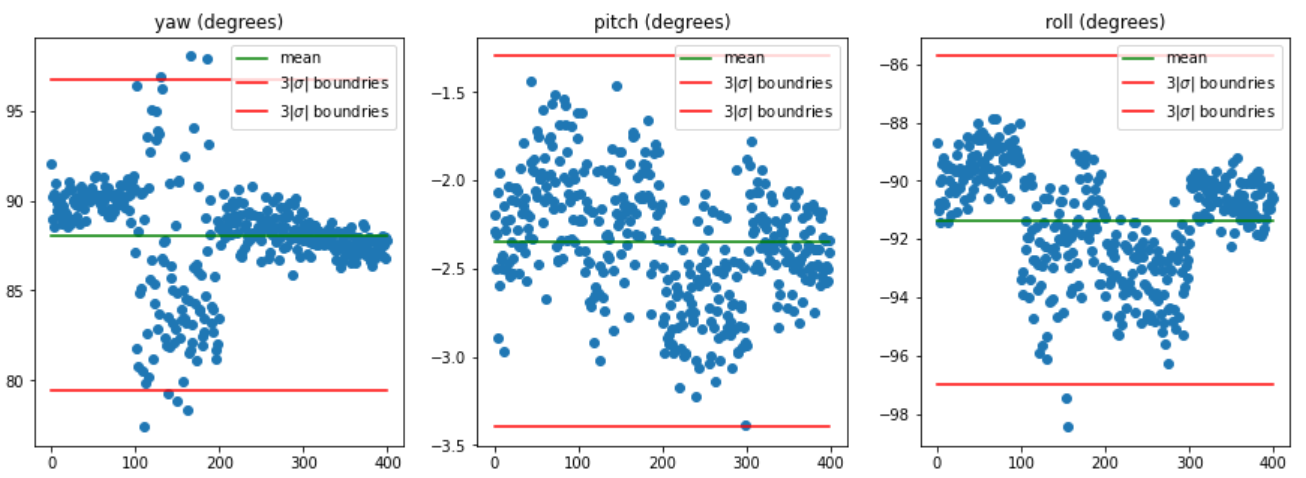 yaw (degrees)
mean
3|σ| boundries
3|σ| boundries
95
90
85
80
0 100 200 300 400
pitch (degrees)
mean
3|σ| boundries
3|σ| boundries
−1.5
−2.0
−2.5
−3.0
−3.5
0 100 200 300 400
roll (degrees)
mean
3|σ| boundries
3|σ| boundries
−86
−88
−90
−92
−94
−96
−98
0 100 200 300 400